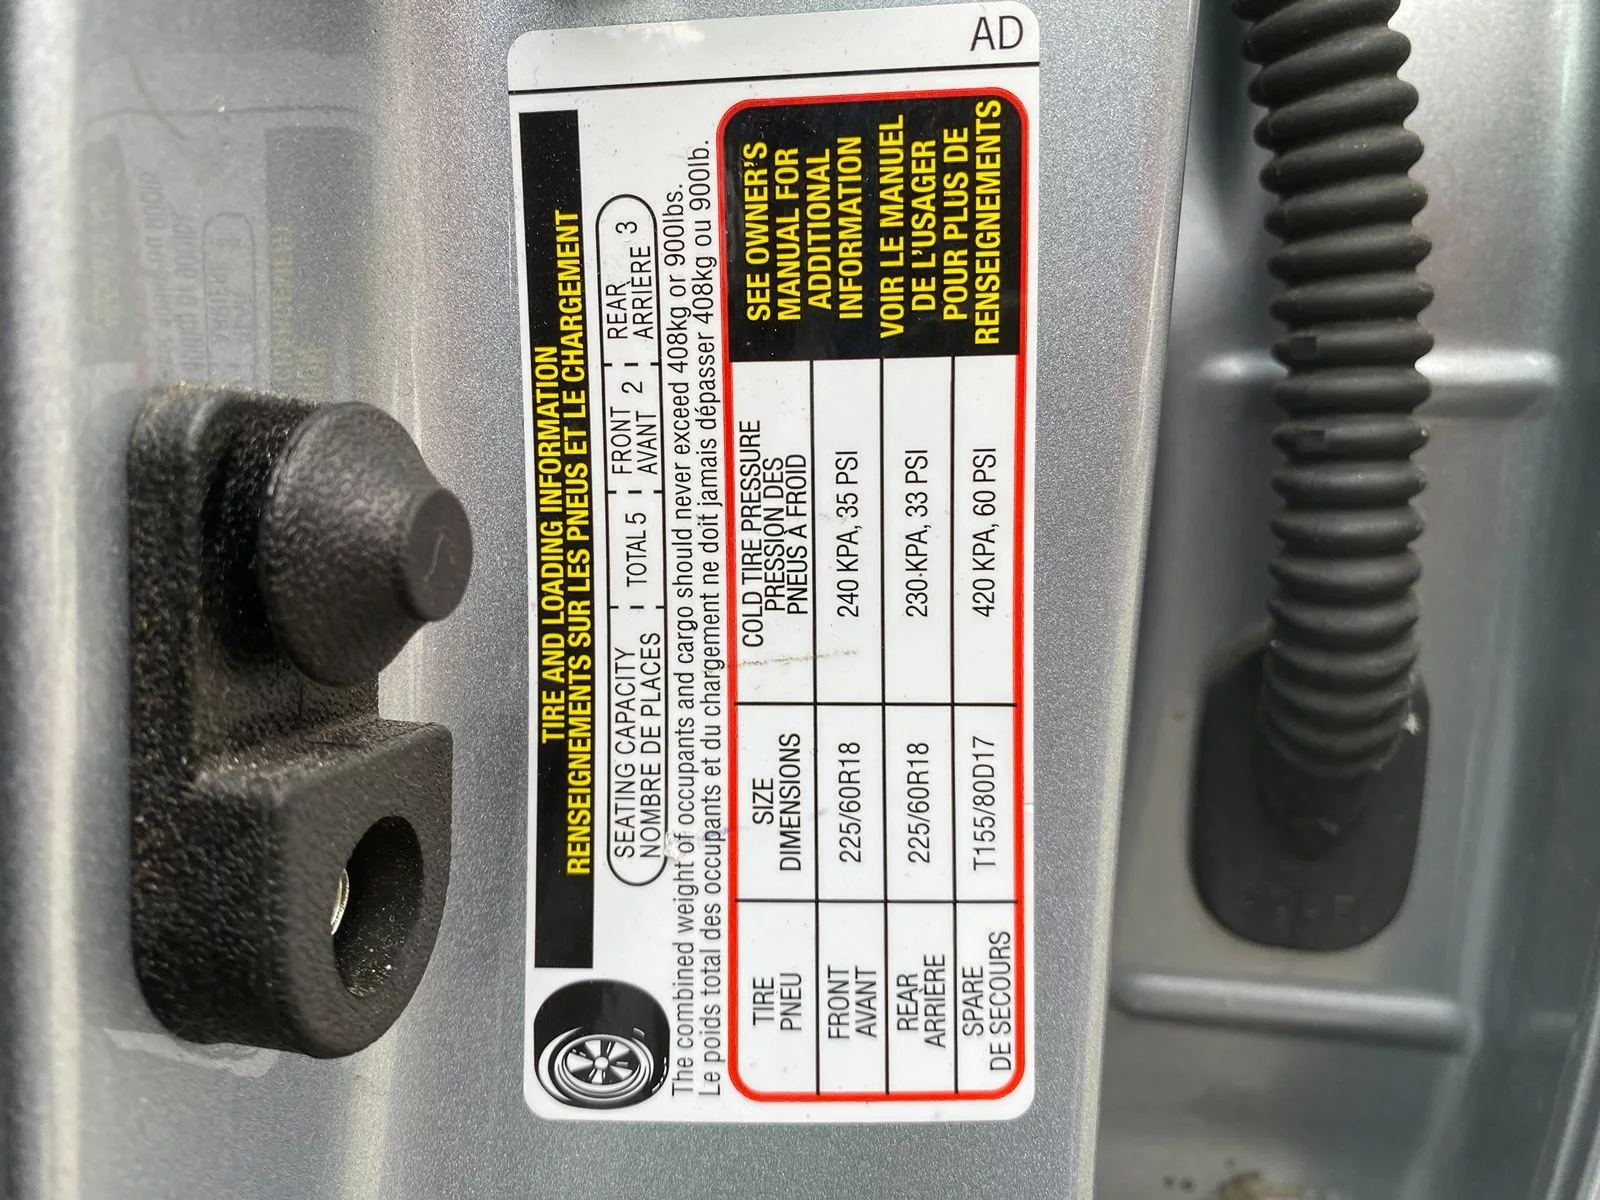 AD
TIRE AND LOADING INFORMATION
RENSEIGNEMENTS SUR LES PNEUS ET LE CHARGEMENT
SEATING CAPACITY
NOMBRE DE PLACES
TOTAL 5
FRONT
AVANT 2
REAR
ARRIÈRE 3
The combined weight of occupants and cargo should never exceed 408kg or 900lbs.
Le poids total des occupants et du chargement ne doit jamais dépasser 408kg ou 900lb.
TIRE
PNEU
SIZE
DIMENSIONS
COLD TIRE PRESSURE
PRESSION DES
PNEUS À FROID
FRONT
AVANT
225/60R18
240 KPA, 35 PSI
REAR
ARRIÈRE
225/60R18
230 KPA, 33 PSI
SPARE
DE SECOURS
T155/80D17
420 KPA, 60 PSI
SEE OWNER'S
MANUAL FOR
ADDITIONAL
INFORMATION
VOIR LE MANUEL
DE L'USAGER
POUR PLUS DE
RENSEIGNEMENTS